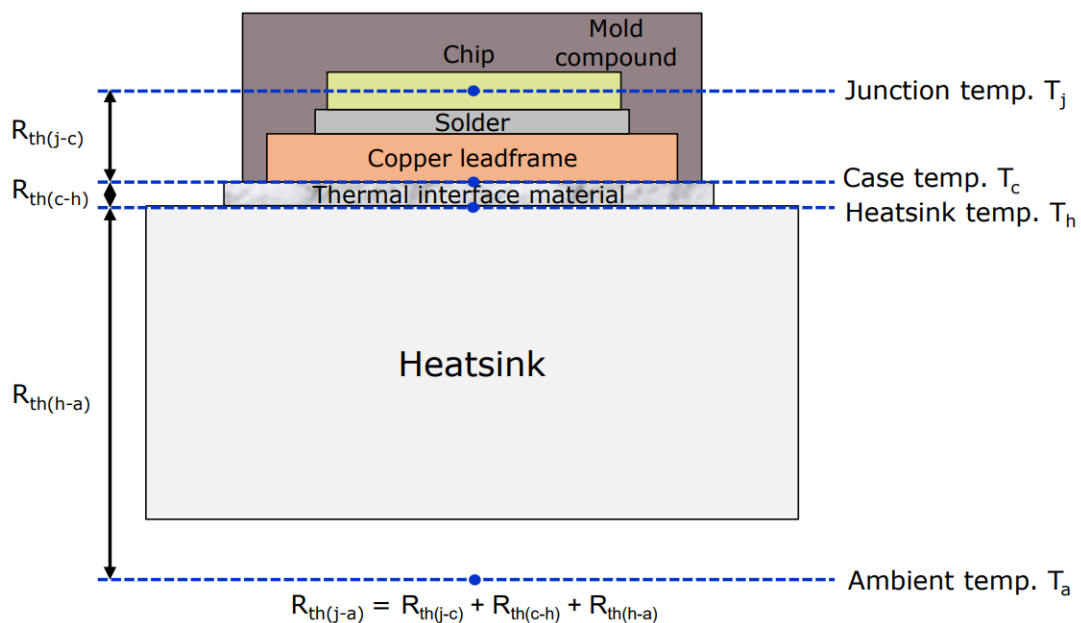 Mold
compound
Chip
Junction temp. Tj
Rth(j-c)
Solder
Copper leadframe
Rth(c-h)
Thermal interface material
Case temp. Tc
Heatsink temp. Th
Heatsink
Rth(h-a)
Ambient temp. Ta
Rth(j-a) = Rth(j-c) + Rth(c-h) + Rth(h-a)